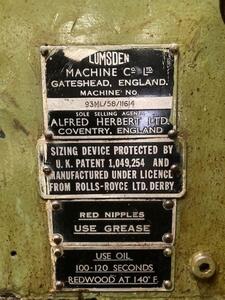 LUMSDEN
MACHINE Co. LTD
GATESHEAD, ENGLAND.
MACHINE No
93ML/58/11614
SOLE SELLING AGENTS
ALFRED HERBERT LTD.
COVENTRY, ENGLAND
SIZING DEVICE PROTECTED BY
U.K. PATENT 1,049,254 AND
MANUFACTURED UNDER LICENCE
FROM ROLLS-ROYCE LTD. DERBY.
RED NIPPLES
USE GREASE
USE OIL
100-120 SECONDS
REDWOOD AT 140° F